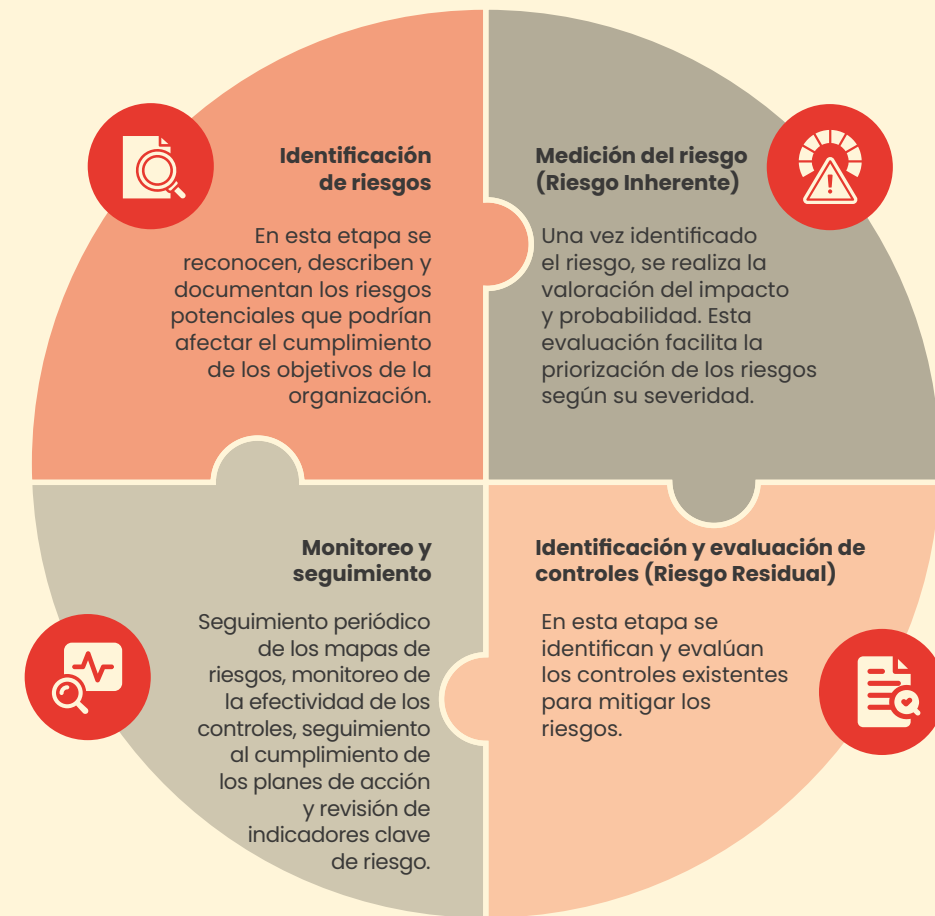 Identificación
de riesgos
En esta etapa se
reconocen, describen y
documentan los riesgos
potenciales que podrían
afectar el cumplimiento
de los objetivos de la
organización.
Medición del riesgo
(Riesgo Inherente)
Una vez identificado
el riesgo, se realiza la
valoración del impacto
y probabilidad. Esta
evaluación facilita la
priorización de los riesgos
según su severidad.
Monitoreo y
seguimiento
Seguimiento periódico
de los mapas de
riesgos, monitoreo de
la efectividad de los
controles, seguimiento
al cumplimiento de
los planes de acción
y revisión de
indicadores clave
de riesgo.
Identificación y evaluación de
controles (Riesgo Residual)
En esta etapa se
identifican y evalúan
los controles existentes
para mitigar los
riesgos.